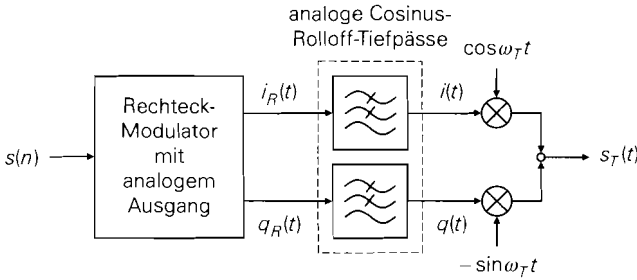 analoge Cosinus-
Rolloff-Tiefpässe
cosω_T t
Rechteck-
Modulator
mit
analogem
Ausgang
i_R(t)
i(t)
s(n)
s_T(t)
q_R(t)
q(t)
−sinω_T t